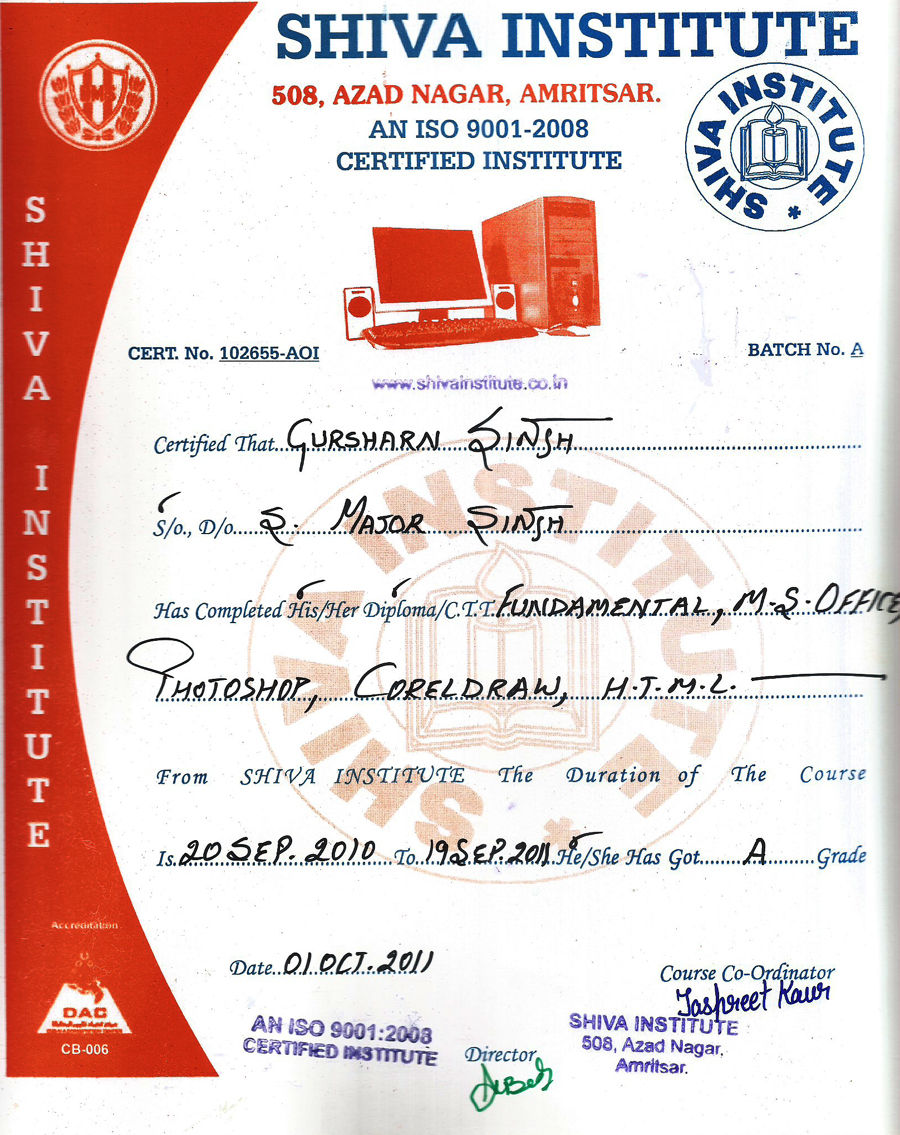 SHIVA INSTITUTE
508, AZAD NAGAR, AMRITSAR.
AN ISO 9001-2008
CERTIFIED INSTITUTE
SHIVA INSTITUTE *
SHIVA INSTITUTE
CERT. No. 102655-AOI
BATCH No. A
www.shivainstitute.co.in
Certified That GURSHARN SINGH
S/o., D/o. S. MAJOR SINGH
Has Completed His/Her Diploma/C.T.T. FUNDAMENTAL, M-S-OFFICE,
PHOTOSHOP, CORELDRAW, H.T.M.L.
SHIVA INSTITUTE *
From SHIVA INSTITUTE The Duration of The Course
Is. 20 SEP. 2010 To 19 SEP. 2011 He/She Has Got A Grade
Accreditation
DAC
CB-006
Date 01 OCT. 2011
Course Co-Ordinator
Jaspreet Kaur
AN ISO 9001:2008
CERTIFIED INSTITUTE
Director
SHIVA INSTITUTE
508, Azad Nagar,
Amritsar.